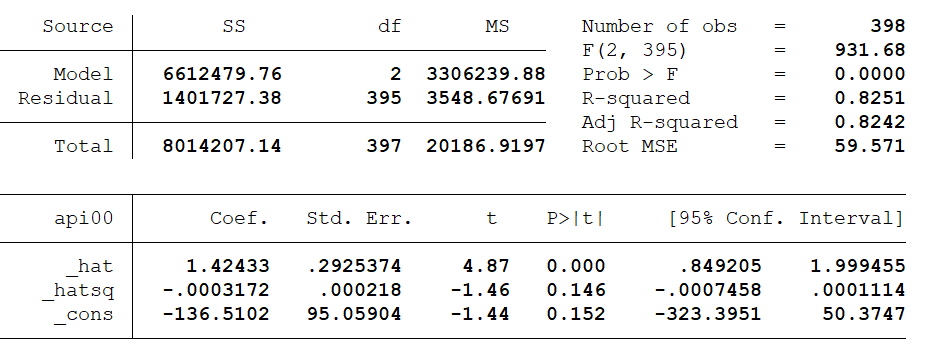 Source SS df MS Number of obs = 398
F(2, 395) = 931.68
Model 6612479.76 2 3306239.88 Prob > F = 0.0000
Residual 1401727.38 395 3548.67691 R-squared = 0.8251
Adj R-squared = 0.8242
Total 8014207.14 397 20186.9197 Root MSE = 59.571
api00 Coef. Std. Err. t P>|t| [95% Conf. Interval]
_hat 1.42433 .2925374 4.87 0.000 .849205 1.999455
_hatsq -.0003172 .000218 -1.46 0.146 -.0007458 .0001114
_cons -136.5102 95.05904 -1.44 0.152 -323.3951 50.3747